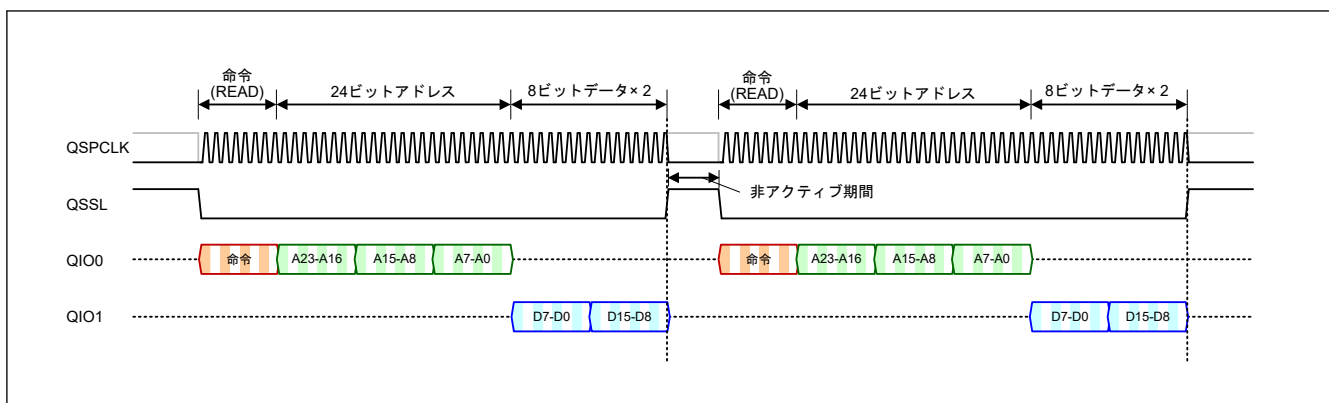 命令
(READ)
24ビットアドレス
8ビットデータ× 2
命令
(READ)
24ビットアドレス
8ビットデータ× 2
QSPCLK
非アクティブ期間
QSSL
QIO0
命令
A23-A16
A15-A8
A7-A0
命令
A23-A16
A15-A8
A7-A0
QIO1
D7-D0
D15-D8
D7-D0
D15-D8